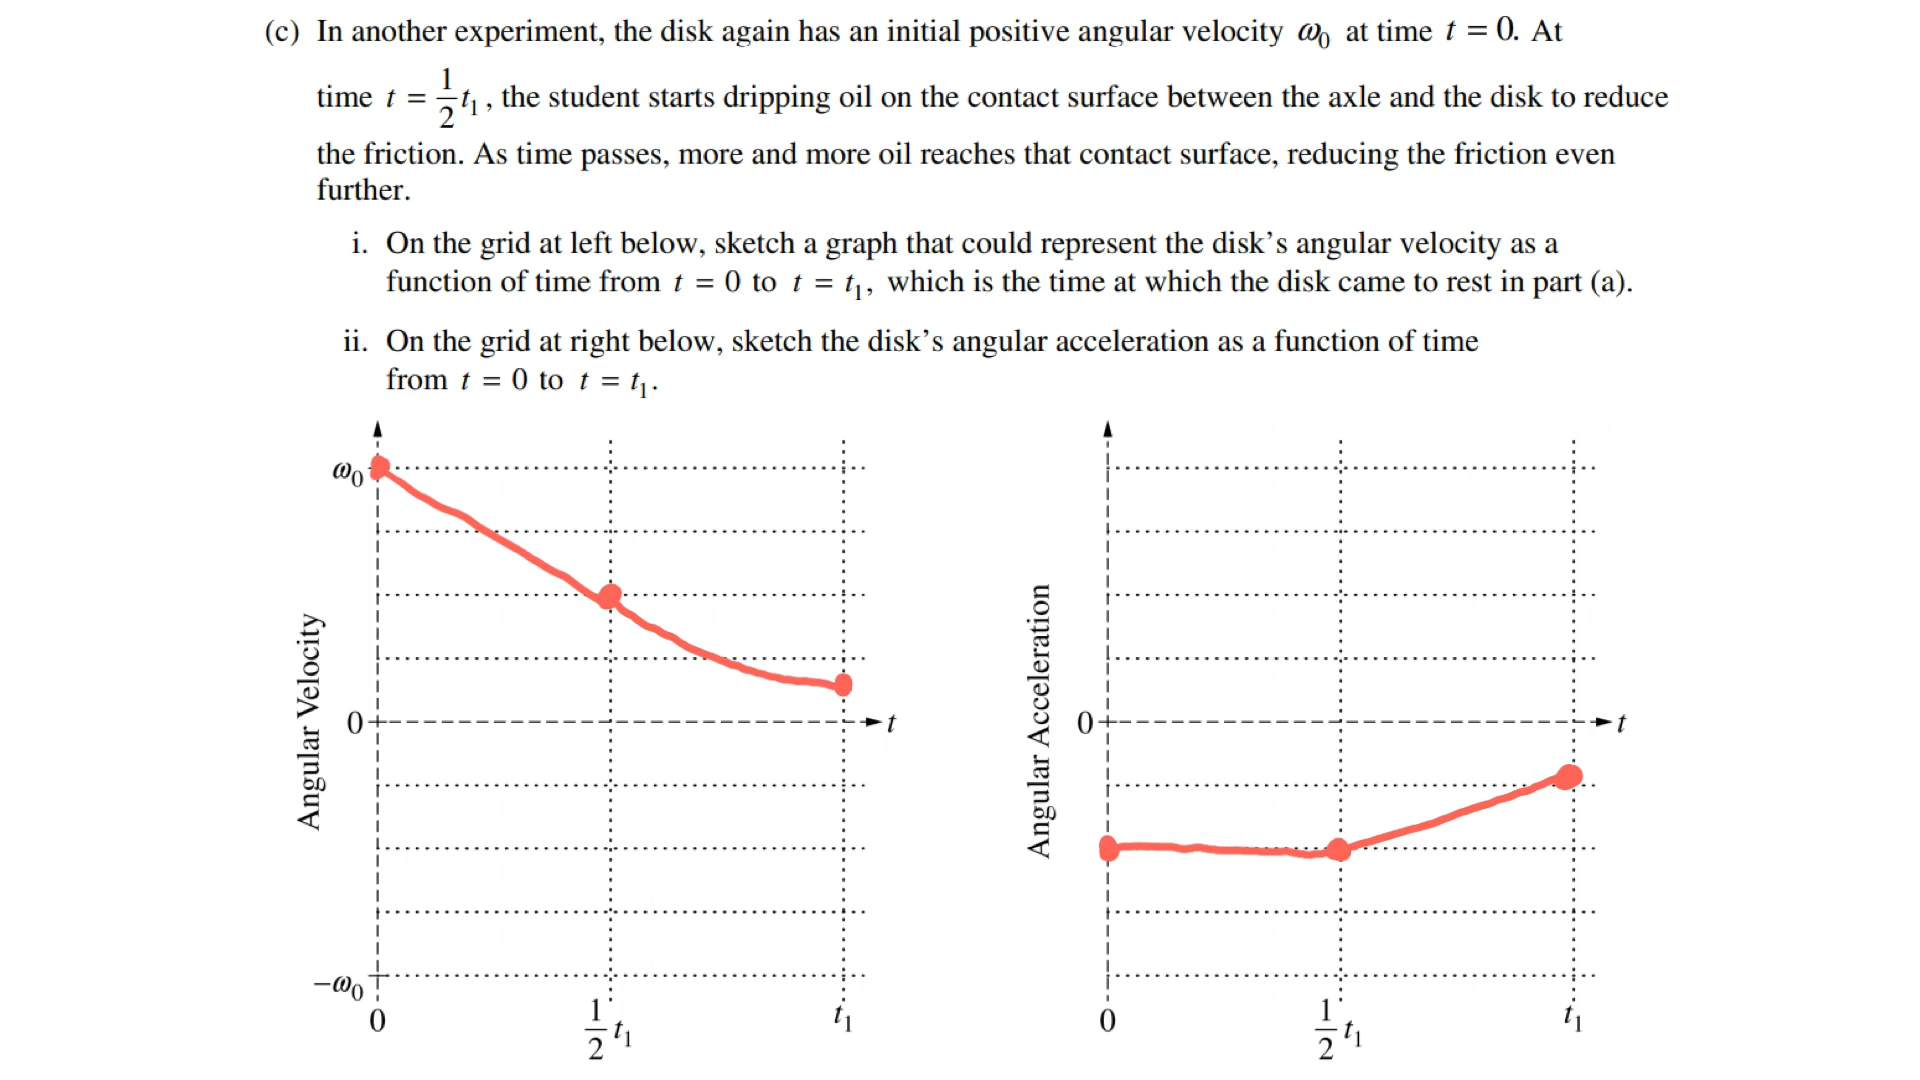 (c) In another experiment, the disk again has an initial positive angular velocity ω₀ at time t = 0. At
time t = 1/2 t₁, the student starts dripping oil on the contact surface between the axle and the disk to reduce
the friction. As time passes, more and more oil reaches that contact surface, reducing the friction even
further.
i. On the grid at left below, sketch a graph that could represent the disk’s angular velocity as a
function of time from t = 0 to t = t₁, which is the time at which the disk came to rest in part (a).
ii. On the grid at right below, sketch the disk’s angular acceleration as a function of time
from t = 0 to t = t₁.
Angular Velocity
ω₀
0
−ω₀
t
0
1/2 t₁
t₁
Angular Acceleration
0
t
0
1/2 t₁
t₁